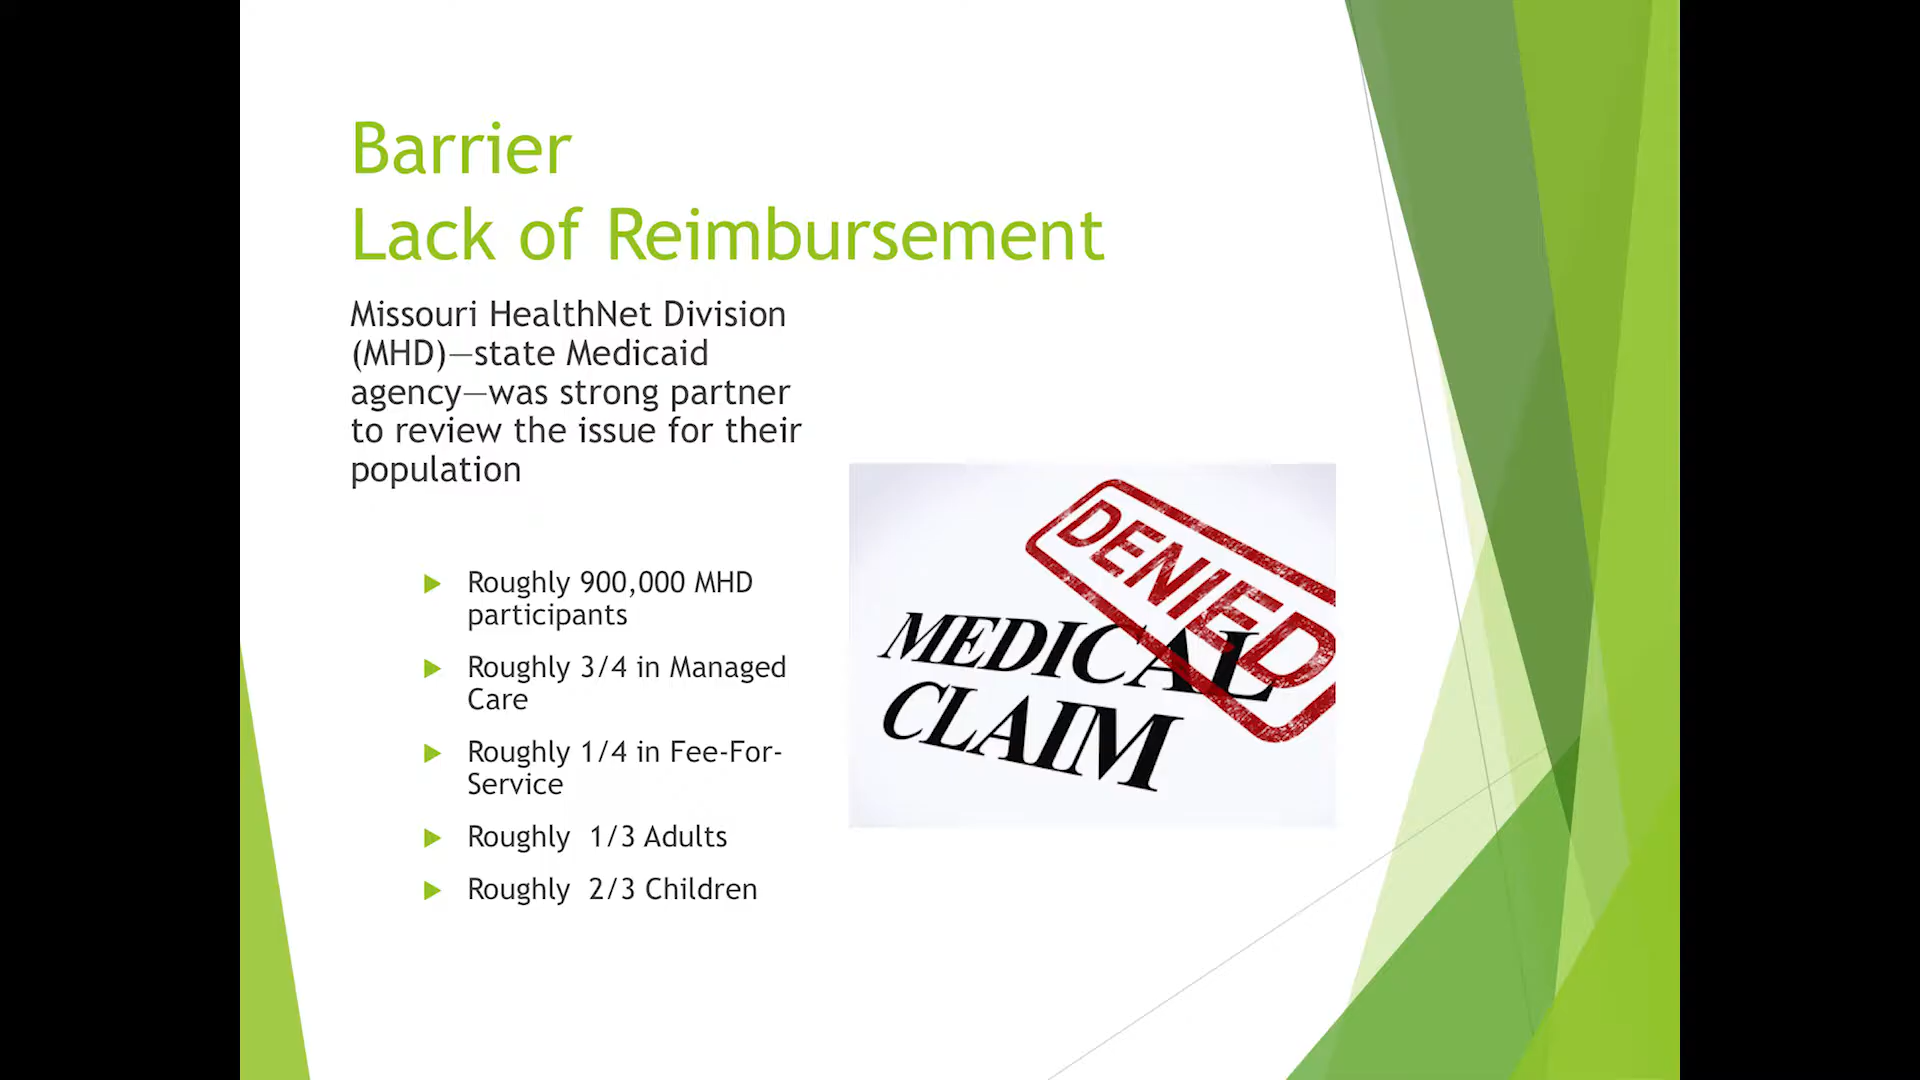 Barrier
Lack of Reimbursement
Missouri HealthNet Division
(MHD)—state Medicaid
agency—was strong partner
to review the issue for their
population
Roughly 900,000 MHD
participants
Roughly 3/4 in Managed
Care
Roughly 1/4 in Fee-For-
Service
Roughly 1/3 Adults
Roughly 2/3 Children
DENIED
MEDICAL
CLAIM